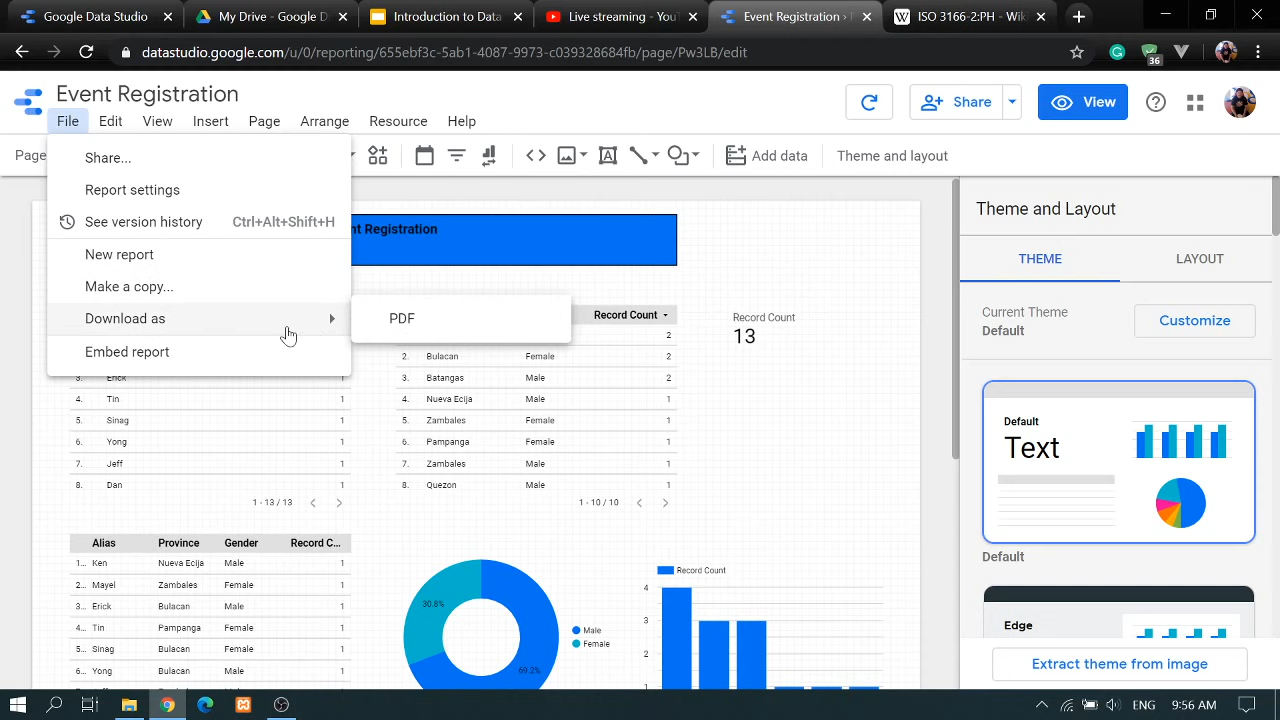 Google Data Studio
My Drive - Google D
Introduction to Data
Live streaming - You
Event Registration ›
ISO 3166-2:PH - Wik
datastudio.google.com/u/0/reporting/655ebf3c-5ab1-4087-9973-c039328684fb/page/Pw3LB/edit
36
Event Registration
Share
View
File Edit View Insert Page Arrange Resource Help
Page
Add data
Theme and layout
Share...
Report settings
See version history Ctrl+Alt+Shift+H
New report
Make a copy...
Download as
PDF
Embed report
nt Registration
Record Count
2
2. Bulacan Female 1
3. Batangas Male 2
4. Nueva Ecija Male 1
5. Zambales Female 1
6. Pampanga Female 1
7. Zambales Male 1
8. Quezon Male 1
1 - 10 / 10
Record Count
13
3. Erick 1
4. Tin 1
5. Sinag 1
6. Yong 1
7. Jeff 1
8. Dan 1
1 - 13 / 13
Alias Province Gender Record C...
1... Ken Nueva Ecija Male 1
2... Mayel Zambales Female 1
3... Erick Bulacan Male 1
4... Tin Pampanga Female 1
5... Sinag Bulacan Female 1
6... Yong Bulacan Male 1
30.8%
69.2%
Male
Female
Record Count
4
3
2
1
Theme and Layout
THEME
LAYOUT
Current Theme
Default
Customize
Default
Text
Default
Edge
Extract theme from image
ENG
9:56 AM